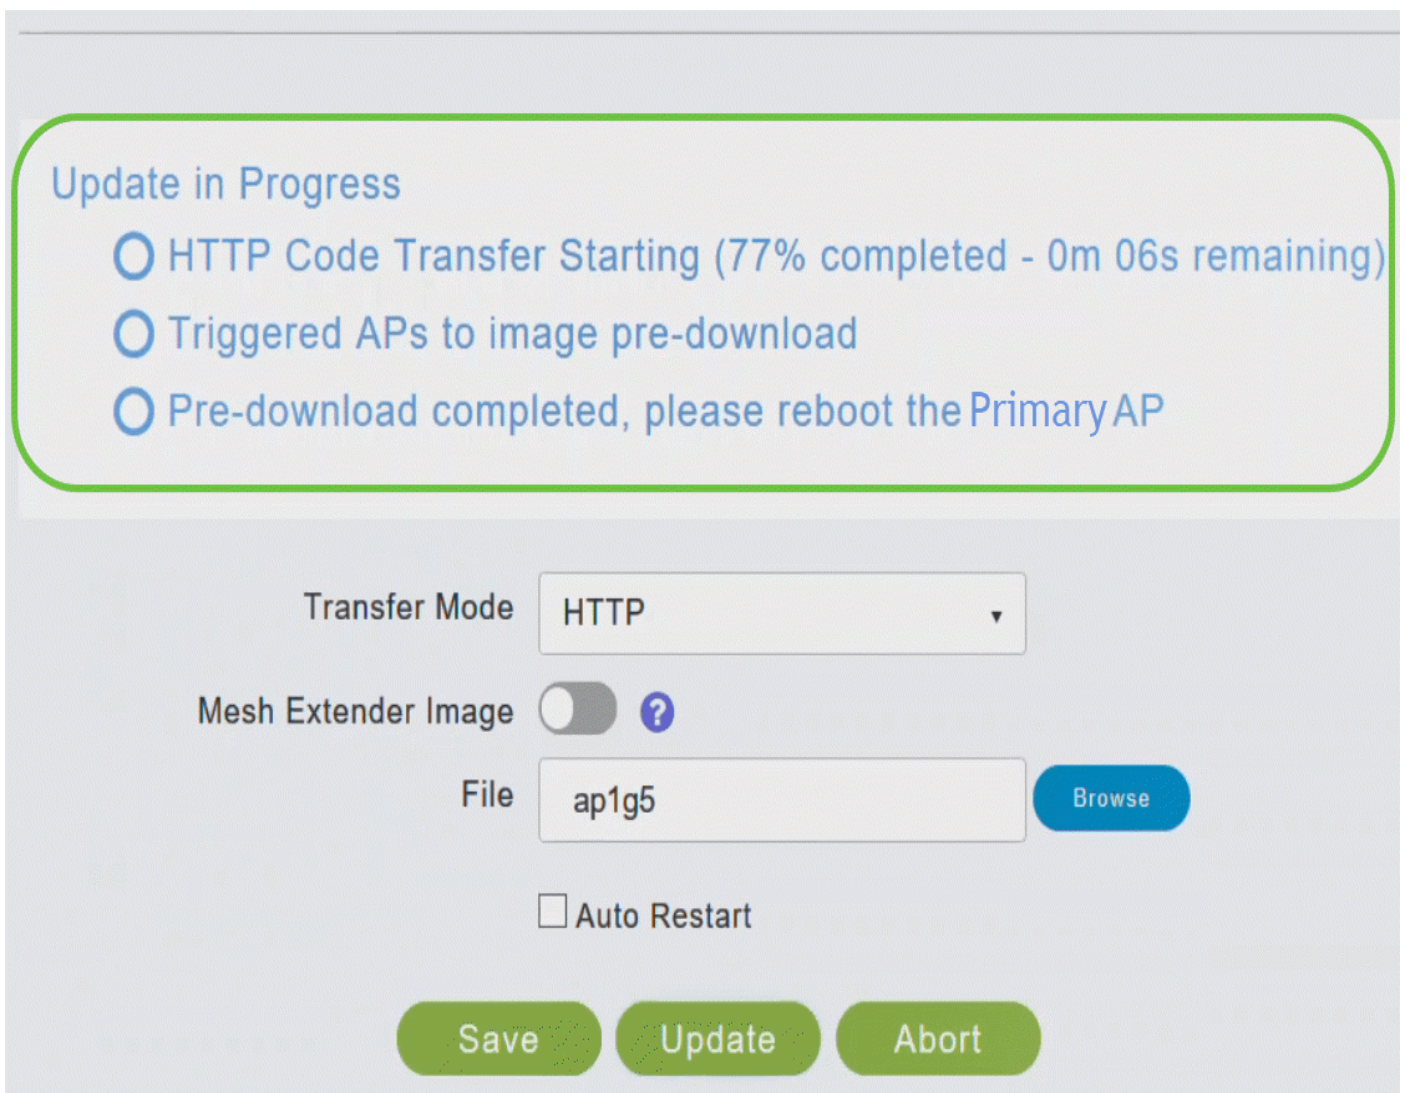 Update in Progress
HTTP Code Transfer Starting (77% completed - 0m 06s remaining)
Triggered APs to image pre-download
Pre-download completed, please reboot the Primary AP
Transfer Mode HTTP
Mesh Extender Image ?
File ap1g5 Browse
Auto Restart
Save Update Abort